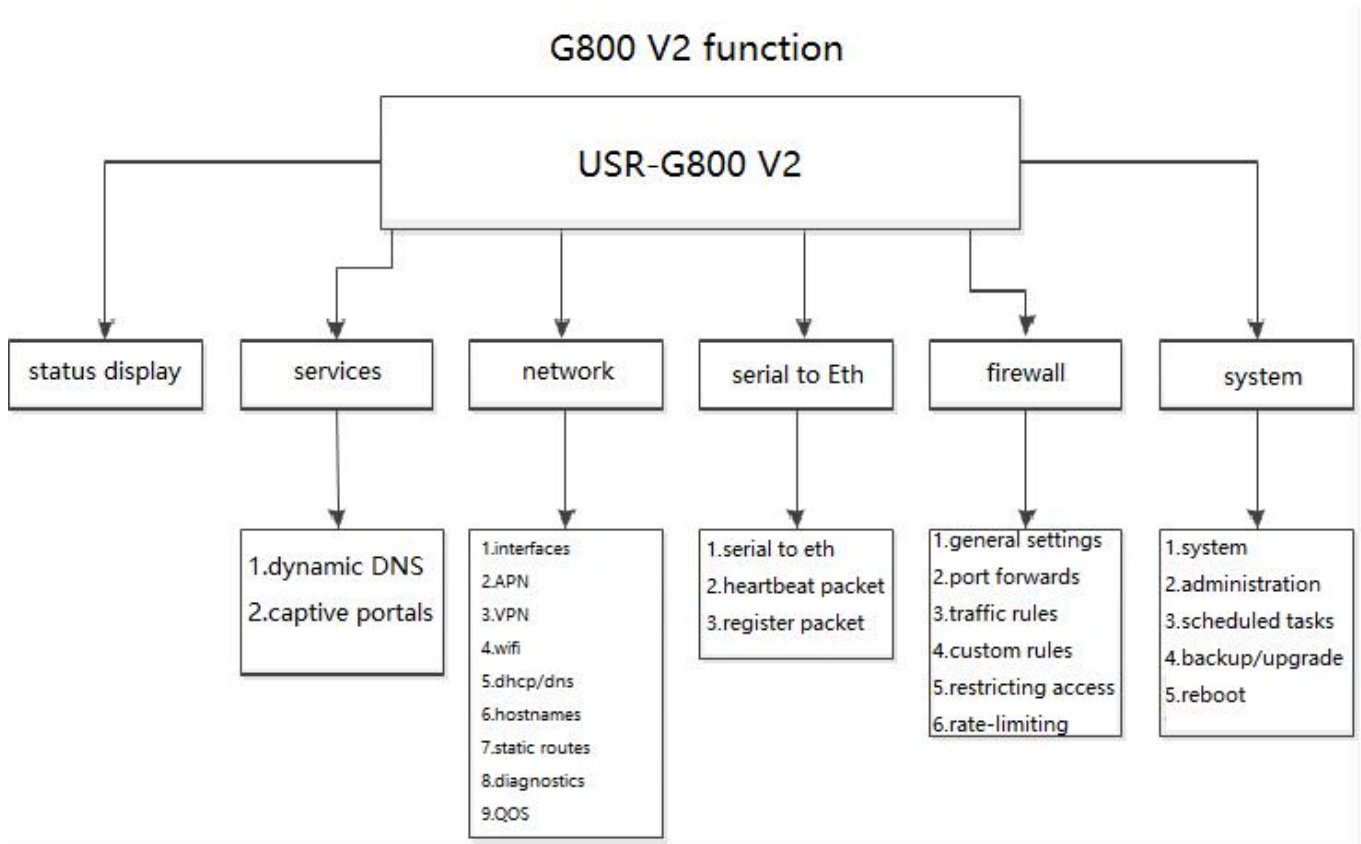 G800 V2 function
USR-G800 V2
status display
services
network
serial to Eth
firewall
system
1.dynamic DNS
2.captive portals
1.interfaces
2.APN
3.VPN
4.wifi
5.dhcp/dns
6.hostnames
7.static routes
8.diagnostics
9.QOS
1.serial to eth
2.heartbeat packet
3.register packet
1.general settings
2.port forwards
3.traffic rules
4.custom rules
5.restricting access
6.rate-limiting
1.system
2.administration
3.scheduled tasks
4.backup/upgrade
5.reboot